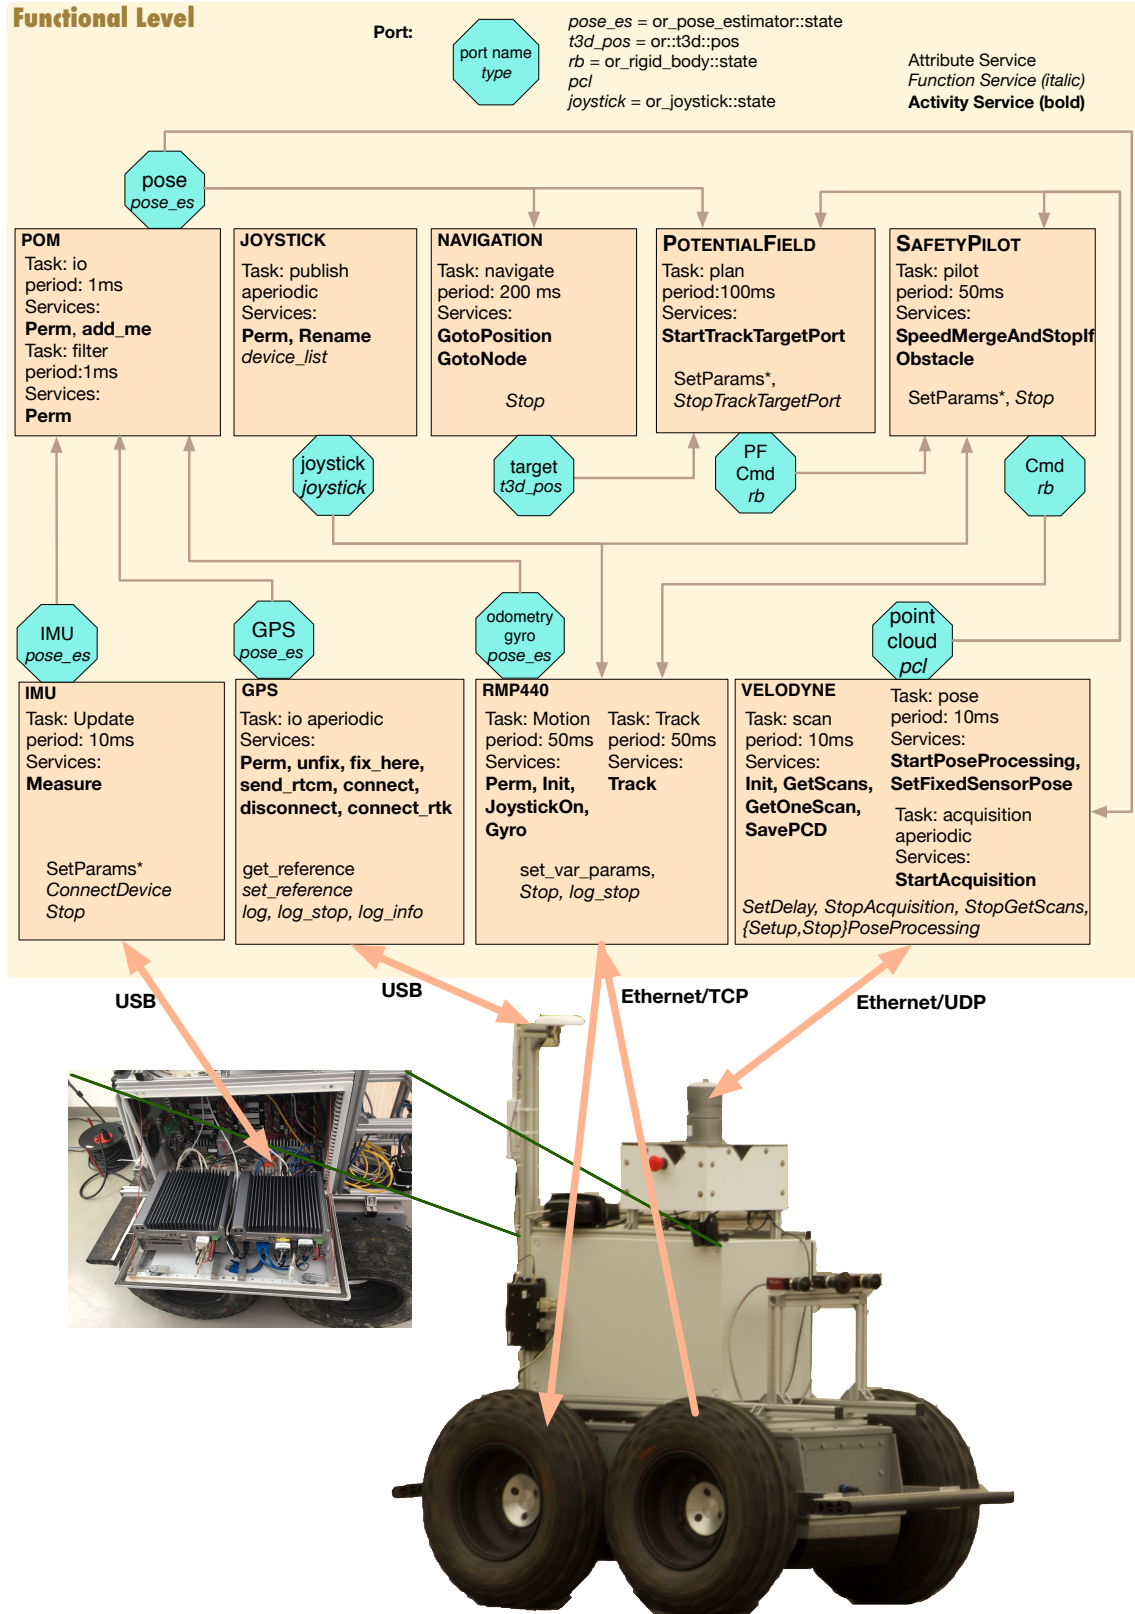 Functional Level
Port:
port name
type
pose_es = or_pose_estimator::state
t3d_pos = or::t3d::pos
rb = or_rigid_body::state
pcl
joystick = or_joystick::state
Attribute Service
Function Service (italic)
Activity Service (bold)
pose
pose_es
POM
Task: io
period: 1ms
Services:
Perm, add_me
Task: filter
period:1ms
Services:
Perm
JOYSTICK
Task: publish
aperiodic
Services:
Perm, Rename
device_list
NAVIGATION
Task: navigate
period: 200 ms
Services:
GotoPosition
GotoNode
Stop
POTENTIALFIELD
Task: plan
period:100ms
Services:
StartTrackTargetPort
SetParams*,
StopTrackTargetPort
SAFETYPILOT
Task: pilot
period: 50ms
Services:
SpeedMergeAndStopIf
Obstacle
SetParams*, Stop
joystick
joystick
target
t3d_pos
PF
Cmd
rb
Cmd
rb
IMU
pose_es
GPS
pose_es
odometry
gyro
pose_es
point
cloud
pcl
IMU
Task: Update
period: 10ms
Services:
Measure
SetParams*
ConnectDevice
Stop
GPS
Task: io aperiodic
Services:
Perm, unfix, fix_here,
send_rtcm, connect,
disconnect, connect_rtk
get_reference
set_reference
log, log_stop, log_info
RMP440
Task: Motion
period: 50ms
Services:
Perm, Init,
JoystickOn,
Gyro
Task: Track
period: 50ms
Services:
Track
set_var_params,
Stop, log_stop
VELODYNE
Task: scan
period: 10ms
Services:
Init, GetScans,
GetOneScan,
SavePCD
Task: pose
period: 10ms
Services:
StartPoseProcessing,
SetFixedSensorPose
Task: acquisition
aperiodic
Services:
StartAcquisition
SetDelay, StopAcquisition, StopGetScans,
{Setup,Stop}PoseProcessing
USB
USB
Ethernet/TCP
Ethernet/UDP